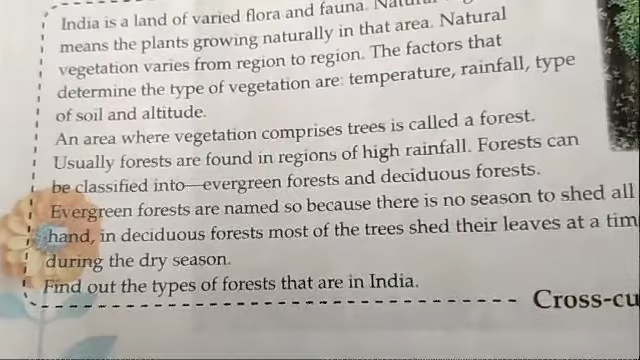 India is a land of varied flora and fauna.
means the plants growing naturally in that area. Natural
vegetation varies from region to region. The factors that
determine the type of vegetation are: temperature, rainfall, type
of soil and altitude.
An area where vegetation comprises trees is called a forest.
Usually forests are found in regions of high rainfall. Forests can
be classified into—evergreen forests and deciduous forests.
Evergreen forests are named so because there is no season to shed all
hand, in deciduous forests most of the trees shed their leaves at a tim
during the dry season.
Find out the types of forests that are in India.
Cross-cu